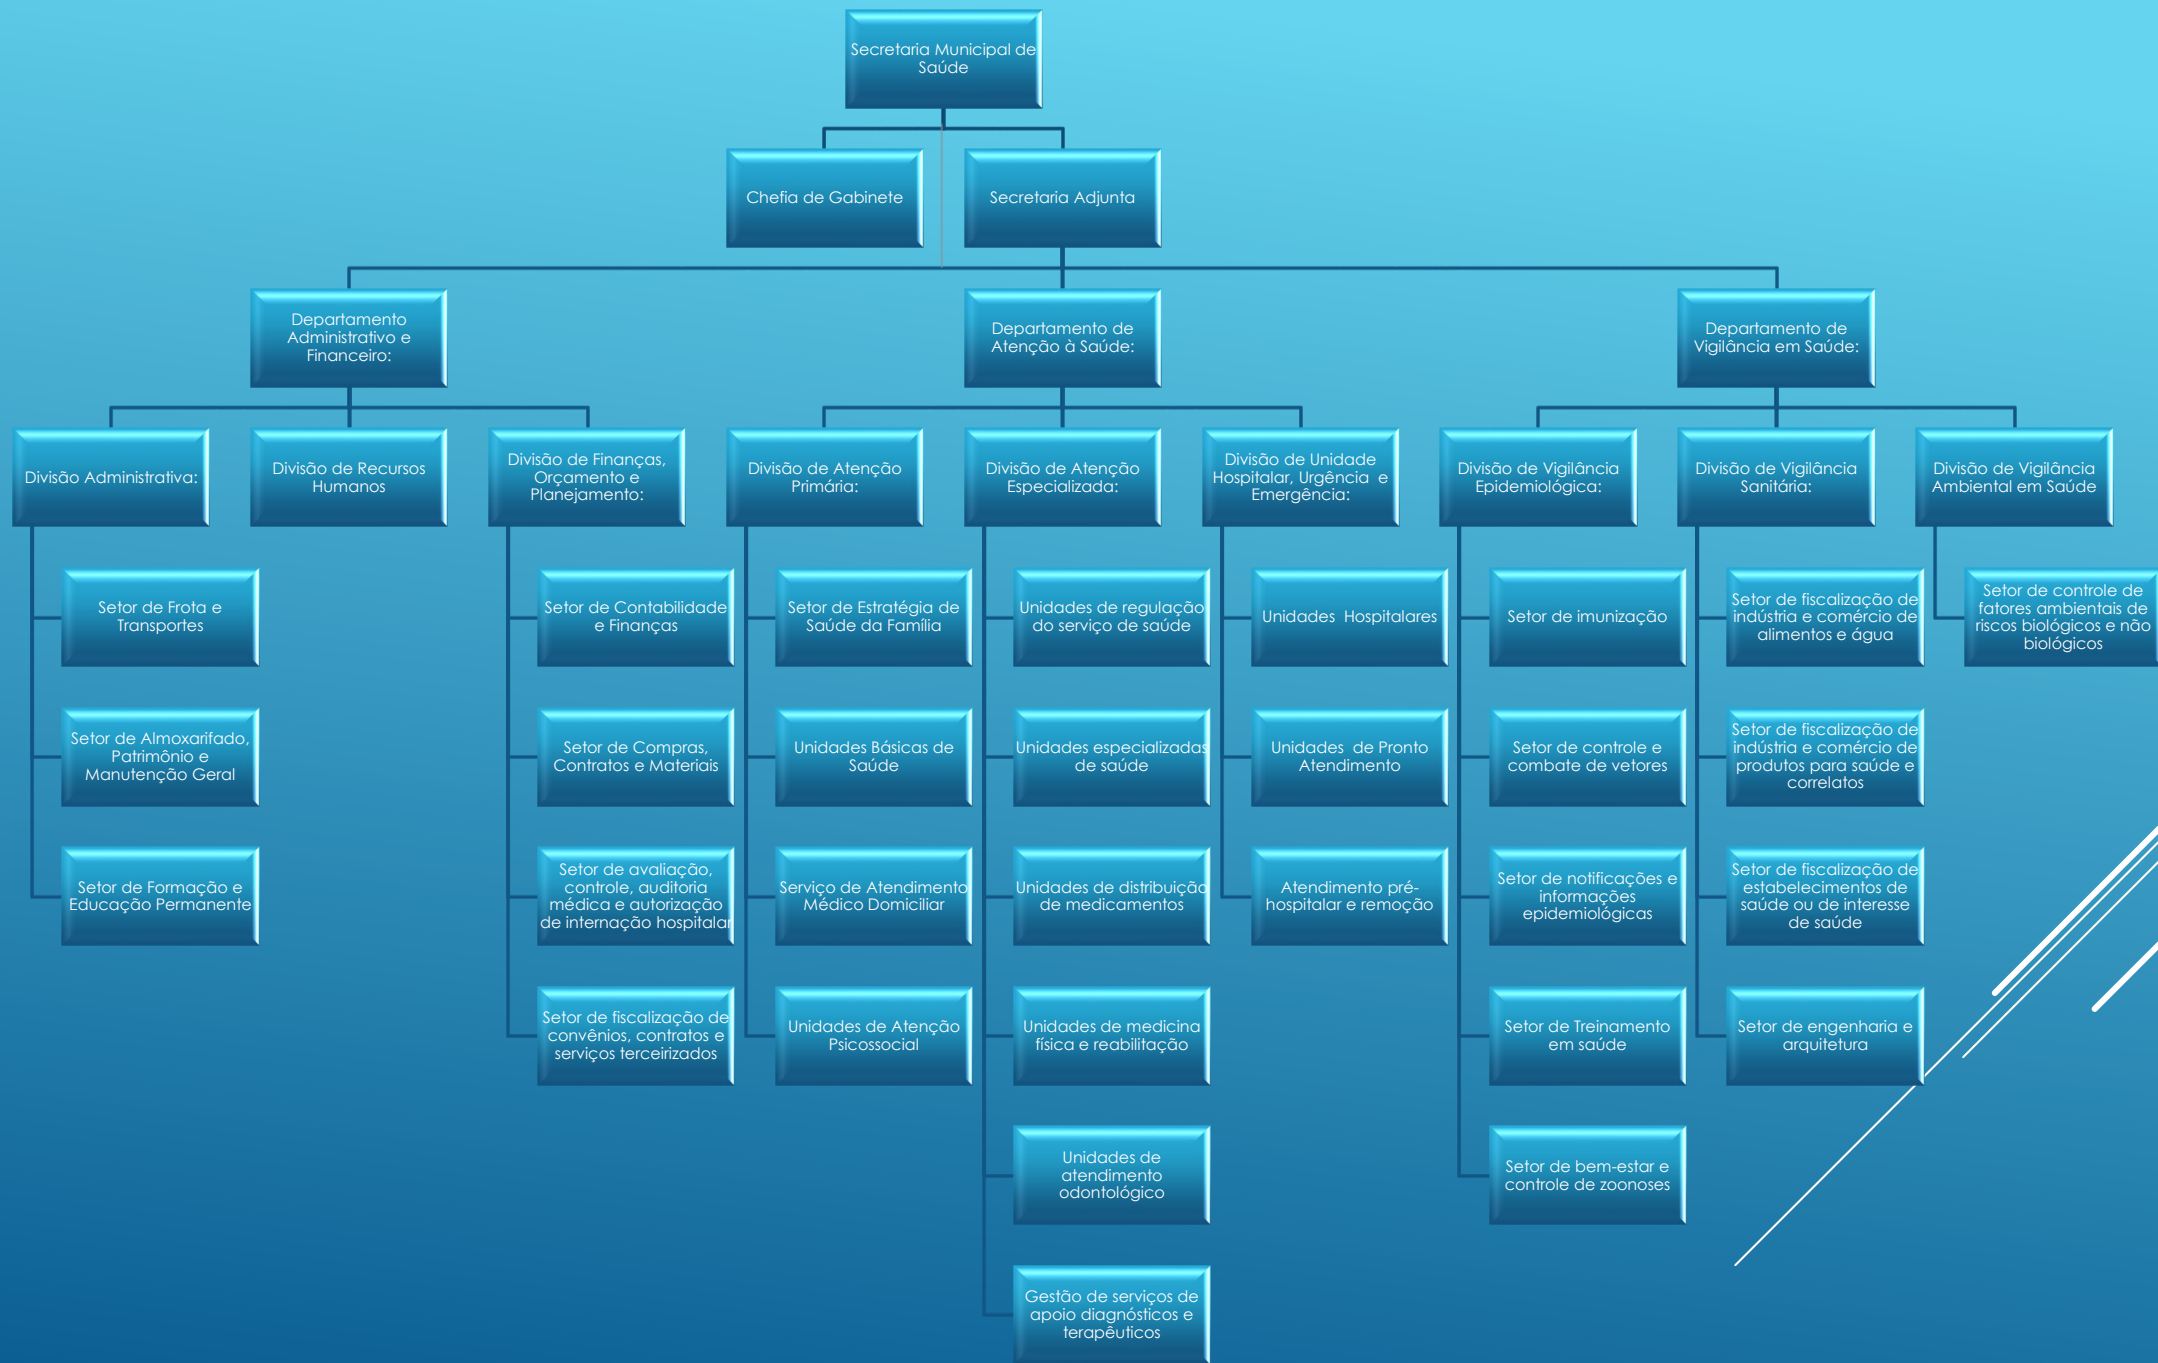 Secretaria Municipal de
Saúde
Chefia de Gabinete
Secretaria Adjunta
Departamento
Administrativo e
Financeiro:
Departamento de
Atenção à Saúde:
Departamento de
Vigilância em Saúde:
Divisão Administrativa:
Divisão de Recursos
Humanos
Divisão de Finanças,
Orçamento e
Planejamento:
Divisão de Atenção
Primária:
Divisão de Atenção
Especializada:
Divisão de Unidade
Hospitalar, Urgência e
Emergência:
Divisão de Vigilância
Epidemiológica:
Divisão de Vigilância
Sanitária:
Divisão de Vigilância
Ambiental em Saúde
Setor de Frota e
Transportes
Setor de Almoxarifado,
Patrimônio e
Manutenção Geral
Setor de Formação e
Educação Permanente
Setor de Contabilidade
e Finanças
Setor de Compras,
Contratos e Materiais
Setor de avaliação,
controle, auditoria
médica e autorização
de internação hospitalar
Setor de fiscalização de
convênios, contratos e
serviços terceirizados
Setor de Estratégia de
Saúde da Família
Unidades Básicas de
Saúde
Serviço de Atendimento
Médico Domiciliar
Unidades de Atenção
Psicossocial
Unidades de regulação
do serviço de saúde
Unidades especializadas
de saúde
Unidades de distribuição
de medicamentos
Unidades de medicina
física e reabilitação
Unidades de
atendimento
odontológico
Gestão de serviços de
apoio diagnósticos e
terapêuticos
Unidades Hospitalares
Unidades de Pronto
Atendimento
Atendimento pré-
hospitalar e remoção
Setor de imunização
Setor de controle e
combate de vetores
Setor de notificações e
informações
epidemiológicas
Setor de Treinamento
em saúde
Setor de bem-estar e
controle de zoonoses
Setor de fiscalização de
indústria e comércio de
alimentos e água
Setor de fiscalização de
indústria e comércio de
produtos para saúde e
correlatos
Setor de fiscalização de
estabelecimentos de
saúde ou de interesse
de saúde
Setor de engenharia e
arquitetura
Setor de controle de
fatores ambientais de
riscos biológicos e não
biológicos